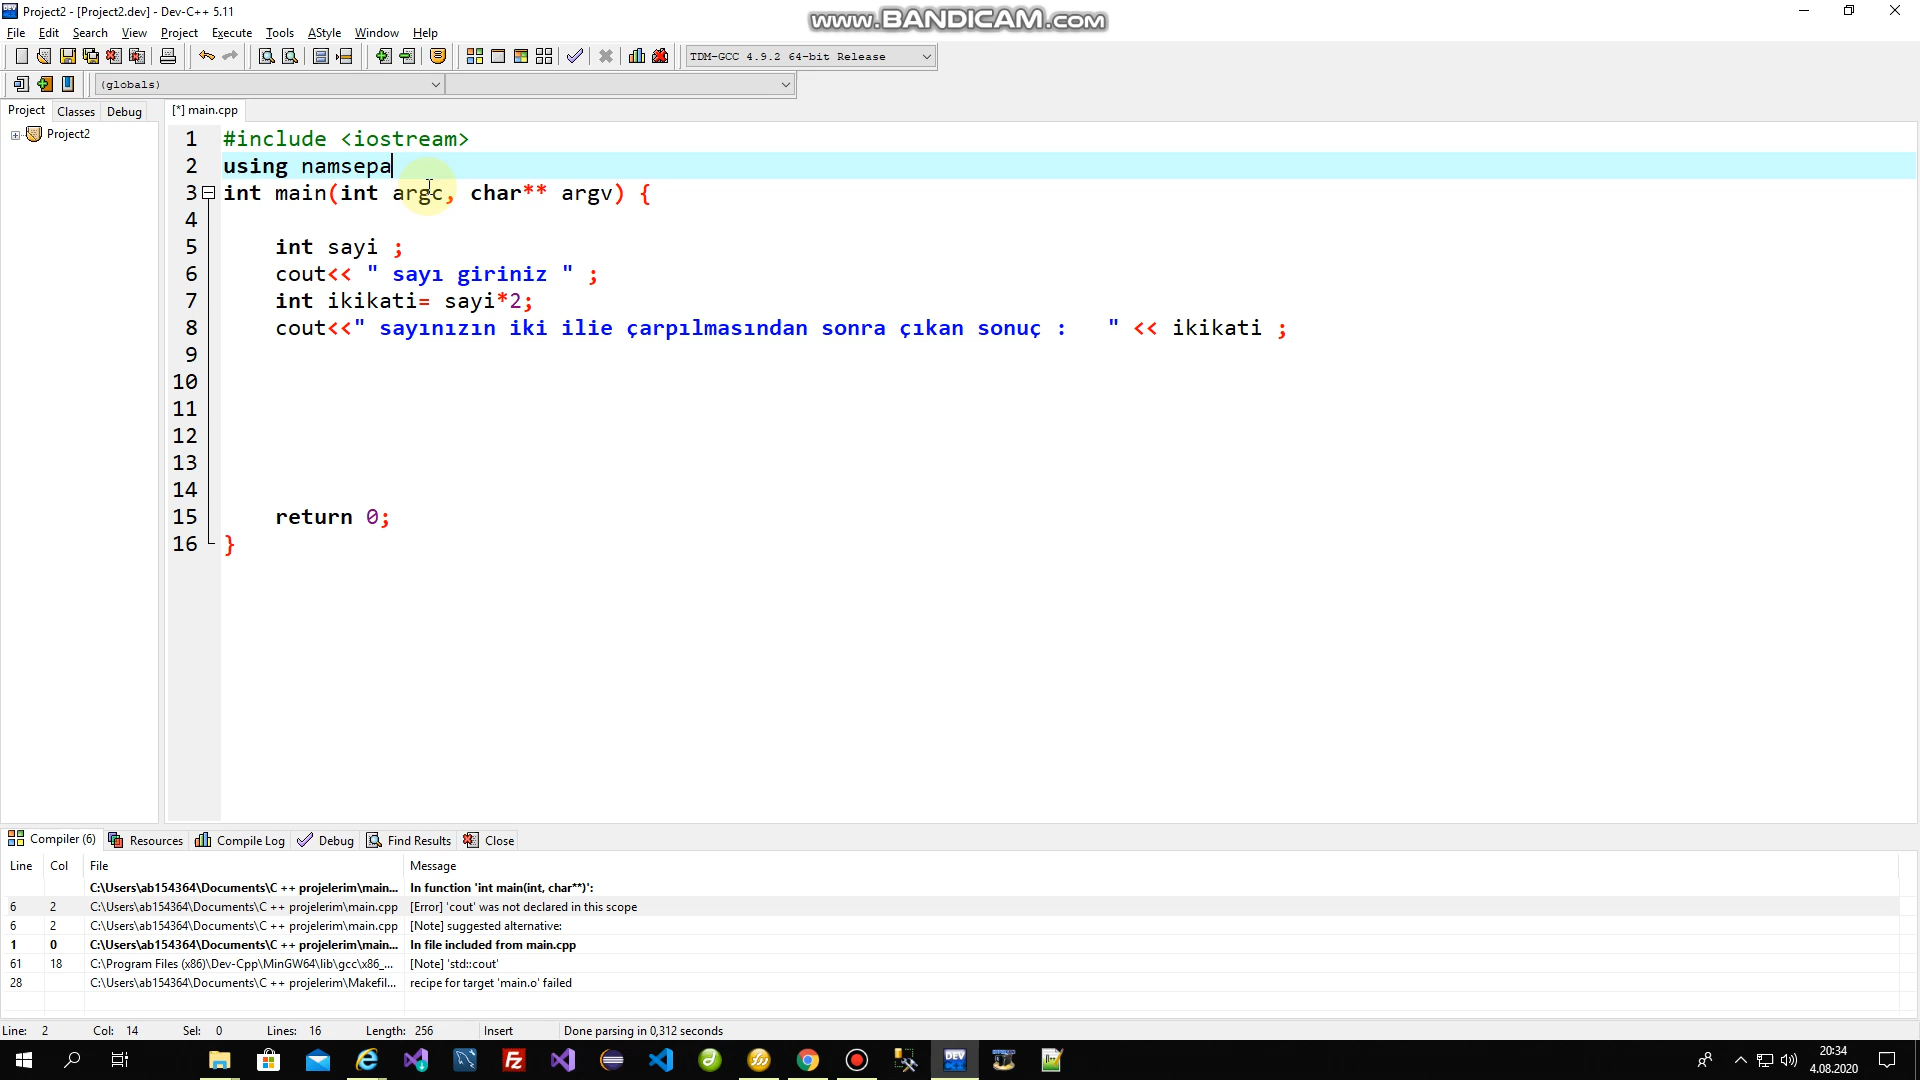 Project2 - [Project2.dev] - Dev-C++ 5.11
www.BANDICAM.com
File Edit Search View Project Execute Tools AStyle Window Help
TDM-GCC 4.9.2 64-bit Release
(globals)
Project Classes Debug
[*] main.cpp
Project2
1 #include <iostream>
2 using namsepa
3 int main(int argc, char** argv) {
4
5 int sayi ;
6 cout<< " sayı giriniz " ;
7 int ikikati= sayi*2;
8 cout<<" sayınızın iki ilie çarpılmasından sonra çıkan sonuç :   " << ikikati ;
9
10
11
12
13
14
15 return 0;
16 }
Compiler (6) Resources Compile Log Debug Find Results Close
Line Col File Message
C:\Users\ab154364\Documents\C ++ projelerim\main... In function 'int main(int, char**)':
6 2 C:\Users\ab154364\Documents\C ++ projelerim\main.cpp [Error] 'cout' was not declared in this scope
6 2 C:\Users\ab154364\Documents\C ++ projelerim\main.cpp [Note] suggested alternative:
1 0 C:\Users\ab154364\Documents\C ++ projelerim\main... In file included from main.cpp
61 18 C:\Program Files (x86)\Dev-Cpp\MinGW64\lib\gcc\x86_... [Note] 'std::cout'
28 C:\Users\ab154364\Documents\C ++ projelerim\Makefil... recipe for target 'main.o' failed
Line: 2 Col: 14 Sel: 0 Lines: 16 Length: 256 Insert Done parsing in 0,312 seconds
DEV
20:34
4.08.2020